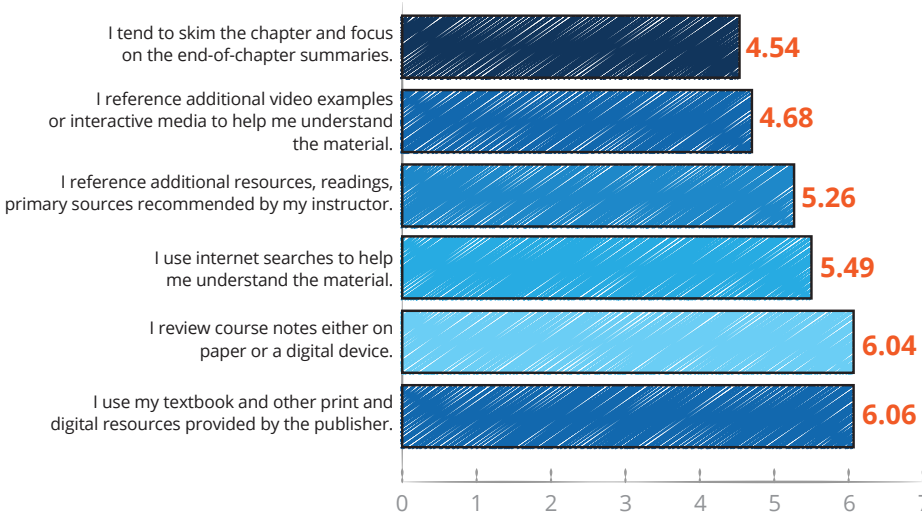 I tend to skim the chapter and focus
on the end-of-chapter summaries.
4.54
I reference additional video examples
or interactive media to help me understand
the material.
4.68
I reference additional resources, readings,
primary sources recommended by my instructor.
5.26
I use internet searches to help
me understand the material.
5.49
I review course notes either on
paper or a digital device.
6.04
I use my textbook and other print and
digital resources provided by the publisher.
6.06
0 1 2 3 4 5 6